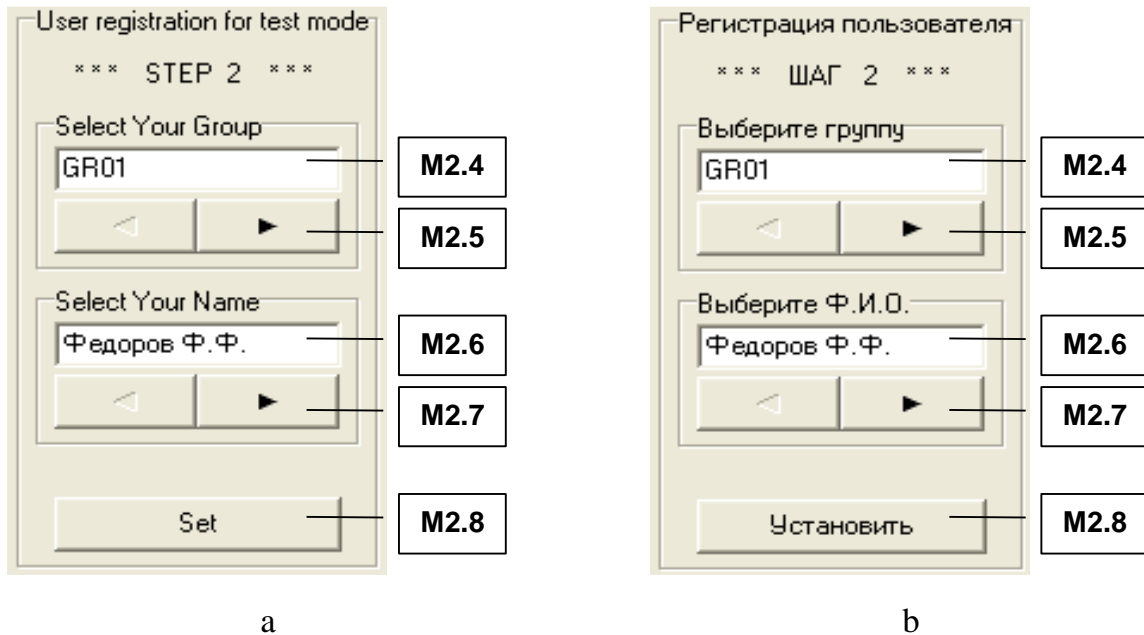 User registration for test mode
*** STEP 2 ***
Select Your Group
GR01
M2.4
M2.5
Select Your Name
Федоров Ф.Ф.
M2.6
M2.7
Set
M2.8
a
Регистрация пользователя
*** ШАГ 2 ***
Выберите группу
GR01
M2.4
M2.5
Выберите Ф.И.О.
Федоров Ф.Ф.
M2.6
M2.7
Установить
M2.8
b